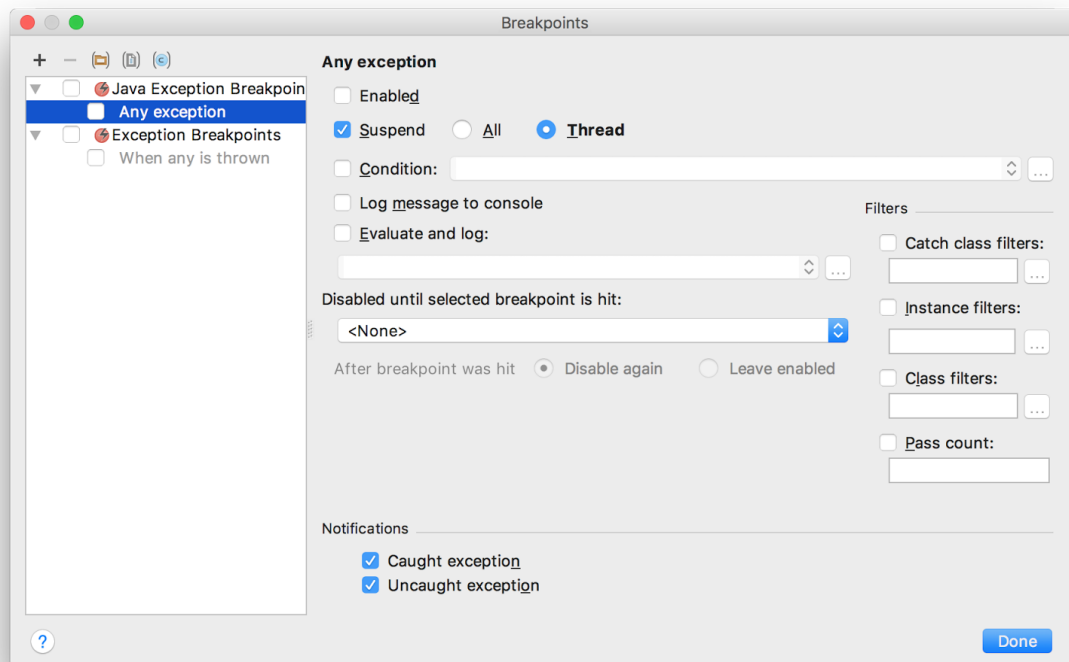 Breakpoints
Java Exception Breakpoin
Any exception
Exception Breakpoints
When any is thrown
Any exception
Enabled
Suspend All Thread
Condition:
...
Log message to console
Evaluate and log:
...
Disabled until selected breakpoint is hit:
<None>
After breakpoint was hit Disable again Leave enabled
Filters
Catch class filters:
...
Instance filters:
...
Class filters:
...
Pass count:
Notifications
Caught exception
Uncaught exception
?
Done